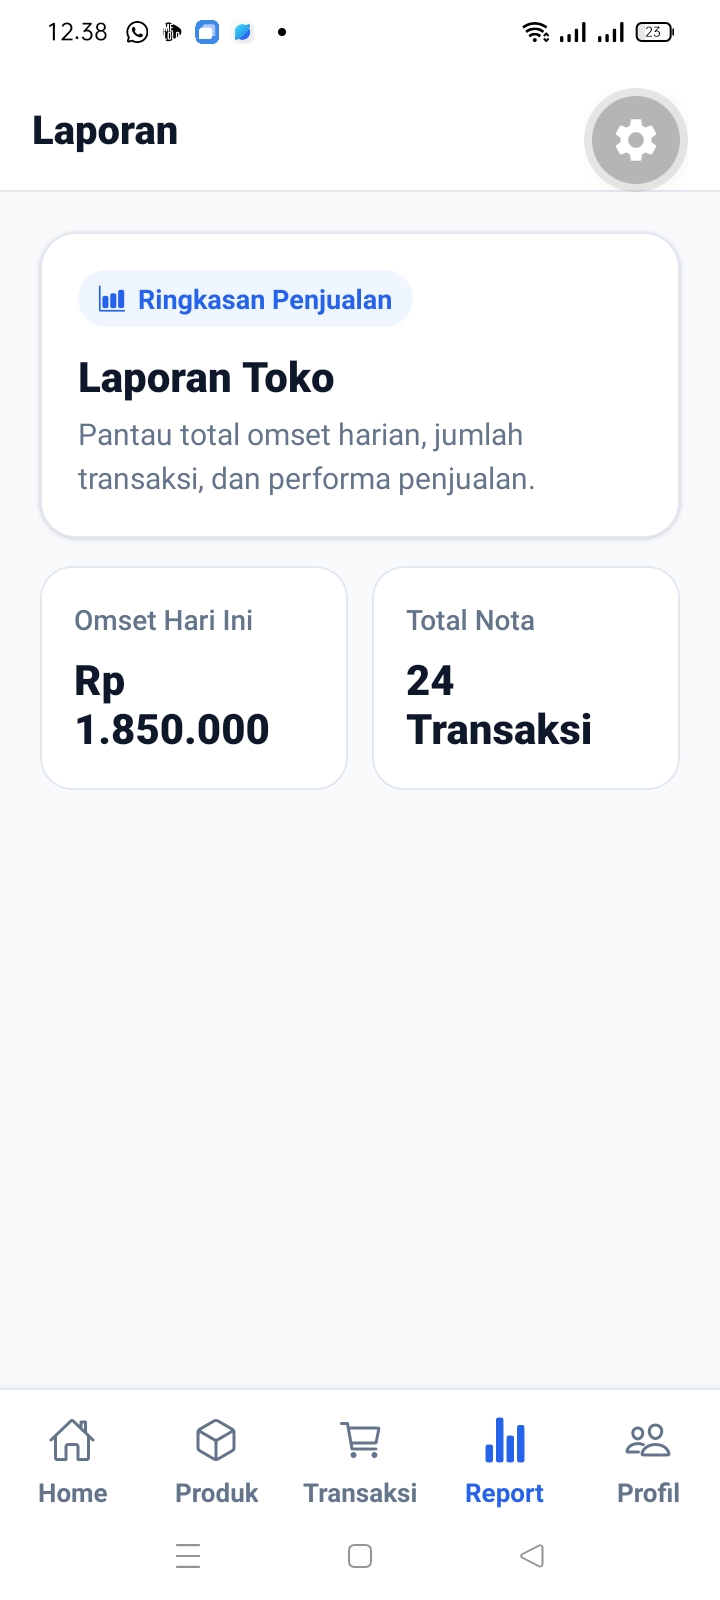 12.38
23
Laporan
Ringkasan Penjualan
Laporan Toko
Pantau total omset harian, jumlah
transaksi, dan performa penjualan.
Omset Hari Ini
Rp
1.850.000
Total Nota
24
Transaksi
Home
Produk
Transaksi
Report
Profil